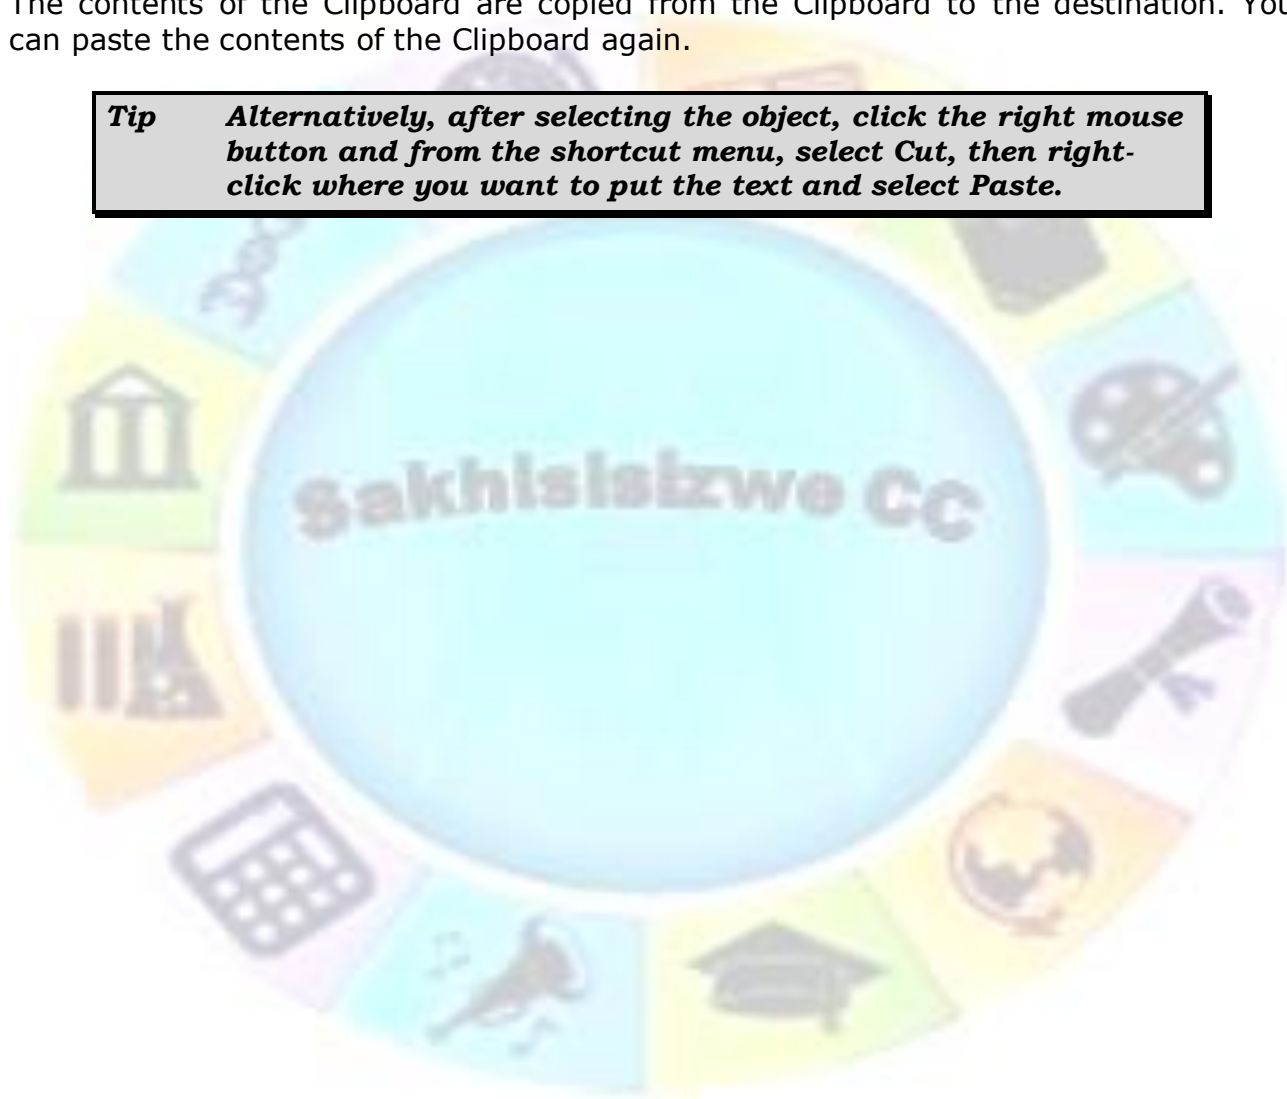 The contents of the Clipboard are copied from the Clipboard to the destination. You
can paste the contents of the Clipboard again.
Tip Alternatively, after selecting the object, click the right mouse
button and from the shortcut menu, select Cut, then right-
click where you want to put the text and select Paste.
Sakhisisizwe CC